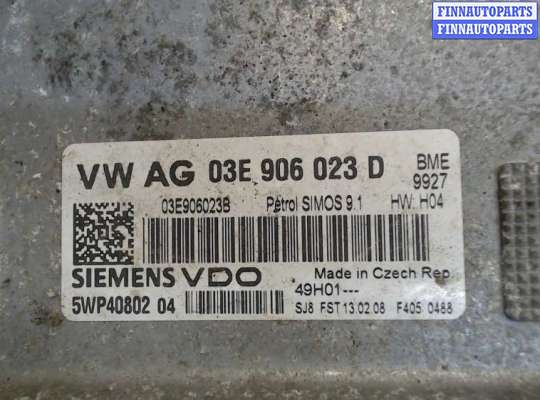 FINNAUTOPARTS
FINNAUTOPARTS
VW AG 03E 906 023 D BME
9927
03E906023B Petrol SIMOS 9.1 HW: H04
SIEMENS VDO Made in Czech Rep.
49H01---
5WP40802 04 SJ8 FST 13.02.08 F405 0488